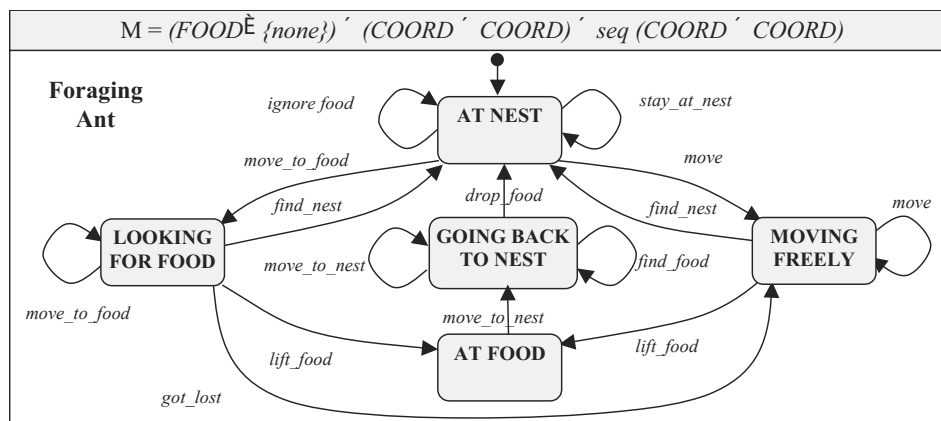 M = (FOODÈ {none}) ´ (COORD ´ COORD) ´ seq (COORD ´ COORD)
Foraging
Ant
ignore food
AT NEST
stay_at_nest
move_to_food
move
find_nest
drop_food
find_nest
move
LOOKING
FOR FOOD
GOING BACK
TO NEST
MOVING
FREELY
move_to_nest
find_food
move_to_food
move_to_nest
lift_food
AT FOOD
lift_food
got_lost